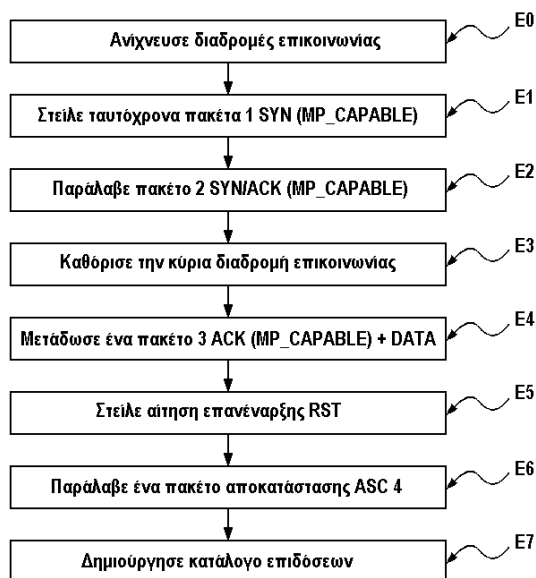 Ανίχνευσε διαδρομές επικοινωνίας
E0
Στείλε ταυτόχρονα πακέτα 1 SYN (MP_CAPABLE)
E1
Παράλαβε πακέτο 2 SYN/ACK (MP_CAPABLE)
E2
Καθόρισε την κύρια διαδρομή επικοινωνίας
E3
Μετάδωσε ένα πακέτο 3 ACK (MP_CAPABLE) + DATA
E4
Στείλε αίτηση επανέναρξης RST
E5
Παράλαβε ένα πακέτο αποκατάστασης ASC 4
E6
Δημιούργησε κατάλογο επιδόσεων
E7